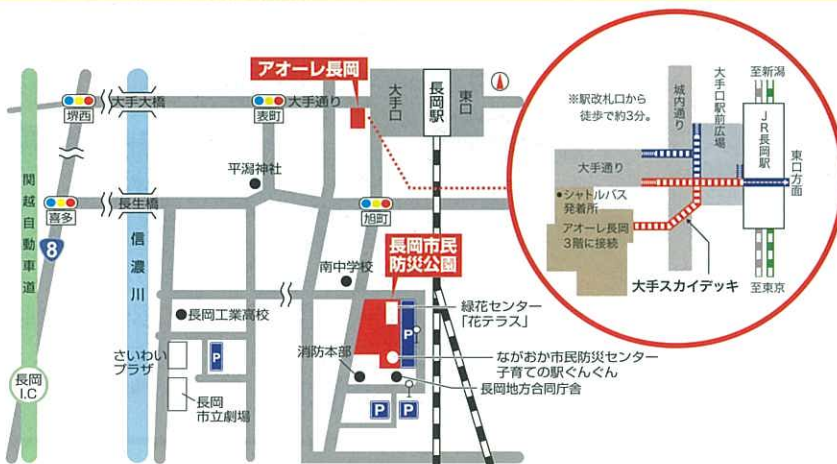 アオーレ長岡
大手口
長岡駅
東口
堺西
大手大橋
表町
大手通り
平潟神社
関越自動車道
喜多
長生橋
旭町
8
信濃川
南中学校
長岡市民
防災公園
長岡工業高校
緑花センター
「花テラス」
P
さいわい
プラザ
P
消防本部
ながおか市民防災センター
子育ての駅ぐんぐん
長岡地方合同庁舎
長岡
I.C
長岡
市立劇場
P
P
※駅改札口から
徒歩で約3分。
城内通り
大手口駅前広場
至新潟
JR長岡駅
東口方面
大手通り
●シャトルバス
発着所
アオーレ長岡
3階に接続
大手スカイデッキ
至東京